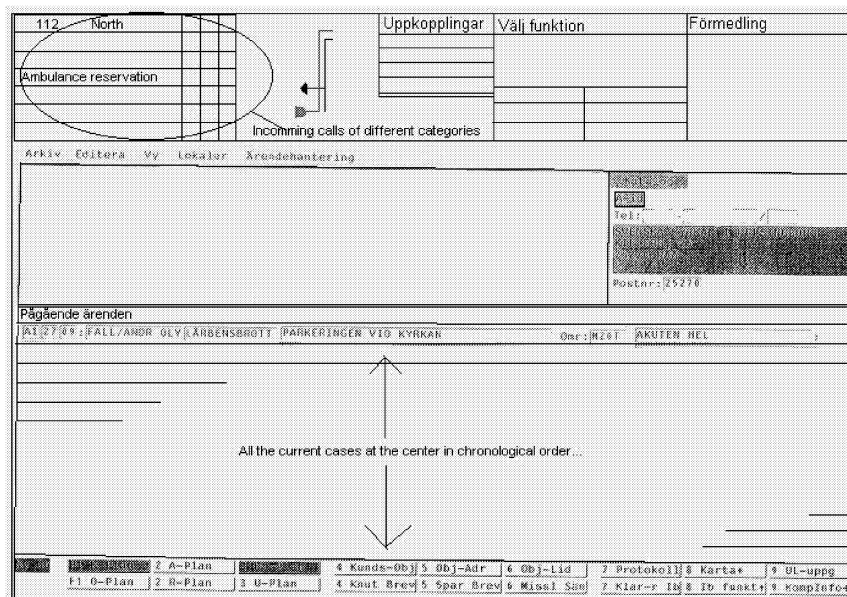 112 North Uppkopplingar Välj funktion Förmedling
Ambulance reservation
Incomming calls of different categories
Arkiv Editera Vy Lokaler Ärendehantering
Tel: - /
Postnr: 25270
Pågående ärenden
A1 27 09: FALL/ANDR OLY LÅRBENSBROTT PARKERINGEN VID KYRKAN Omr: MZ0T AKUTEN HEL ;
All the current cases at the center in chronological order...
2 A-Plan 4 Kunds-Obj 5 Obj-Adr 6 Obj-Lid 7 Protokoll 8 Karta+ 9 UL-uppg
F1 O-Plan 2 R-Plan 3 U-Plan 4 Knut Brev 5 Spar Brev 6 Missl Sam 7 Klar-r Ib 8 Ib funkt+ 9 KompInfo+